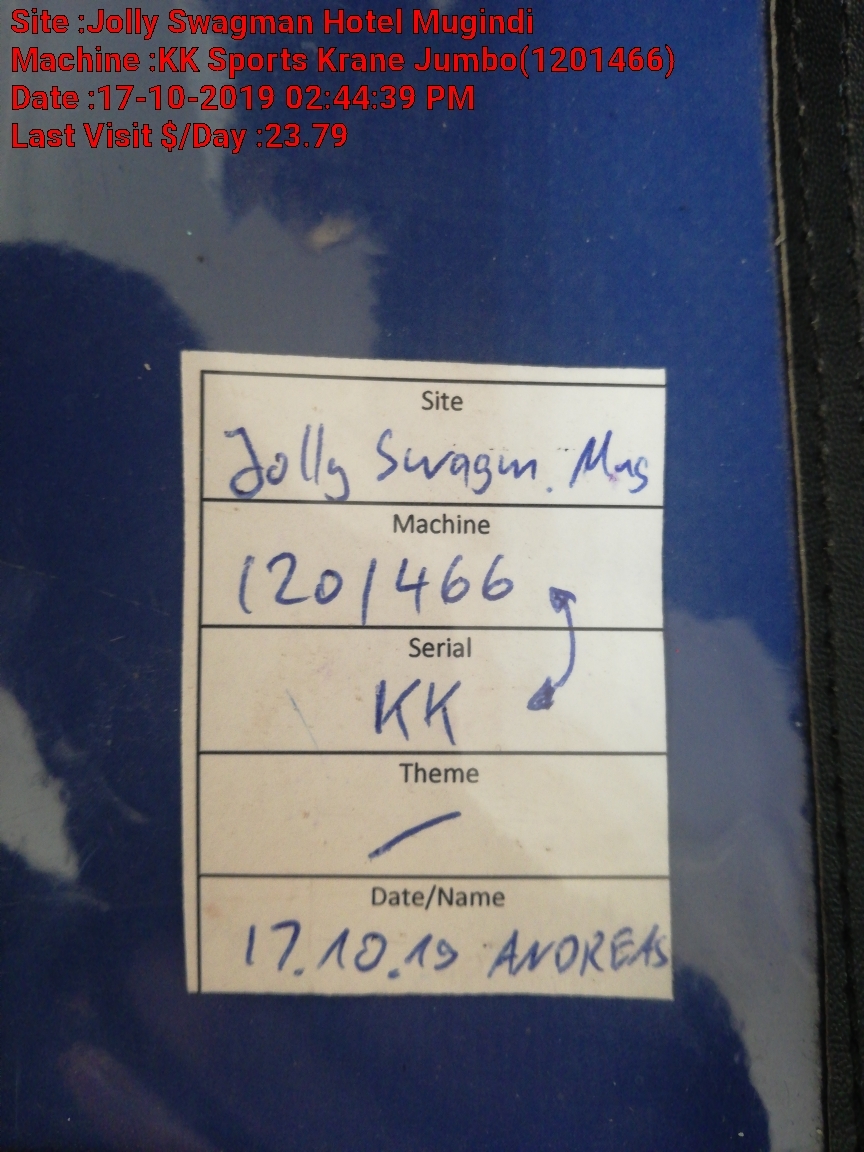 Site :Jolly Swagman Hotel Mugindi
Machine :KK Sports Krane Jumbo(1201466)
Date :17-10-2019 02:44:39 PM
Last Visit $/Day :23.79
Site
Jolly Swagm. Mug
Machine
1201466
Serial
KK
Theme
—
Date/Name
17.10.19 ANDREAS